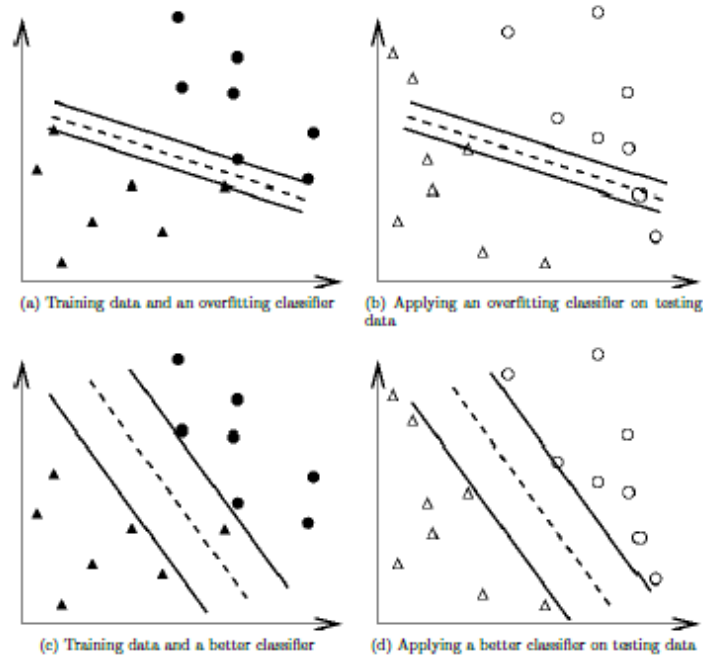 (a) Training data and an overfitting classifier
(b) Applying an overfitting classifier on testing
data
(c) Training data and a better classifier
(d) Applying a better classifier on testing data